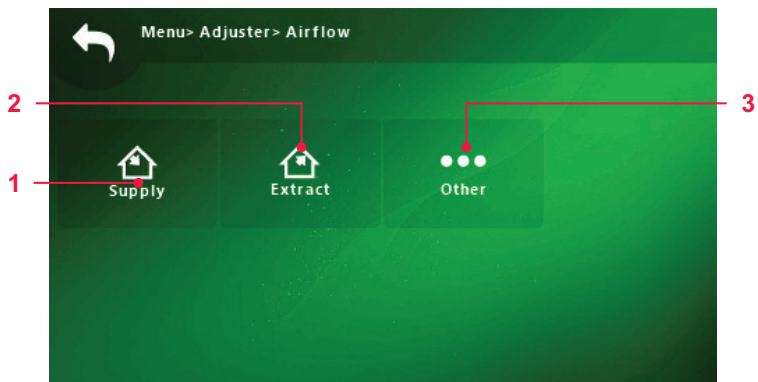 Menu> Adjuster> Airflow
2
3
1
Supply
Extract
Other